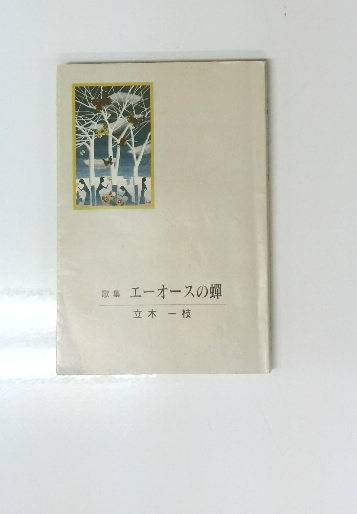 歌集 エーオースの蟬
立木 一枝